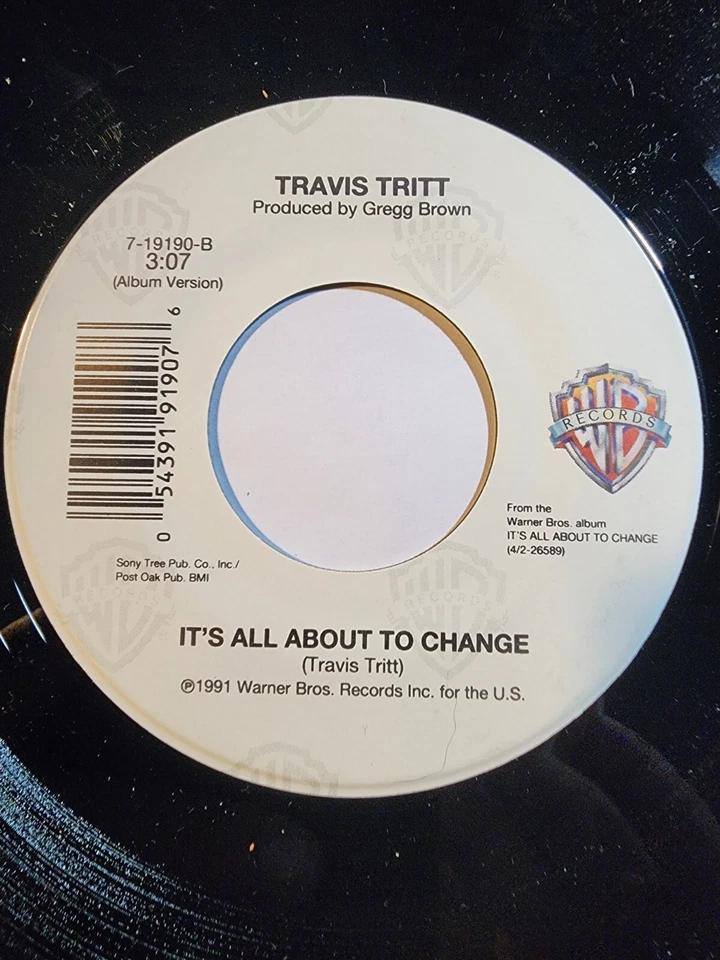 TRAVIS TRITT
Produced by Gregg Brown
7-19190-B
3:07
(Album Version)
0 54391 91907 6
RECORDS
From the
Warner Bros. album
IT'S ALL ABOUT TO CHANGE
(4/2-26589)
Sony Tree Pub. Co., Inc./
Post Oak Pub. BMI
IT'S ALL ABOUT TO CHANGE
(Travis Tritt)
℗1991 Warner Bros. Records Inc. for the U.S.